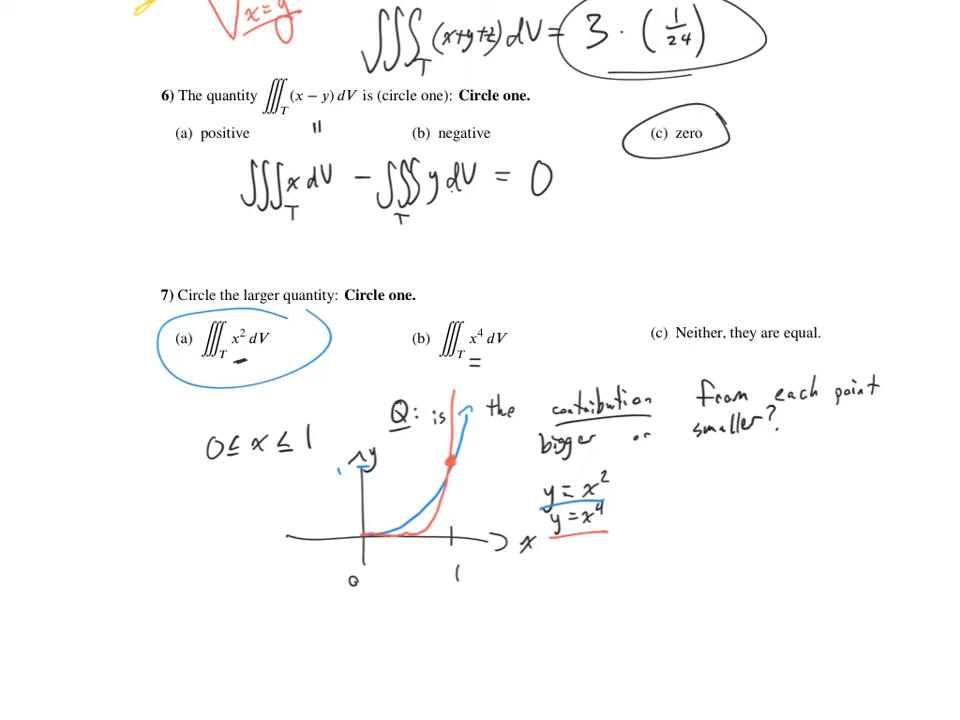 x=y
∭_T (x+y+z) dV = 3 · (1/24)
6) The quantity ∭_T (x − y) dV is (circle one): Circle one.
(a) positive (b) negative (c) zero
∭_T x dV − ∭_T y dV = 0
7) Circle the larger quantity: Circle one.
(a) ∭_T x² dV (b) ∭_T x⁴ dV (c) Neither, they are equal.
Q: is the contribution from each point
bigger or smaller?
0 ≤ x ≤ 1
y
y = x²
y = x⁴
x
0 1